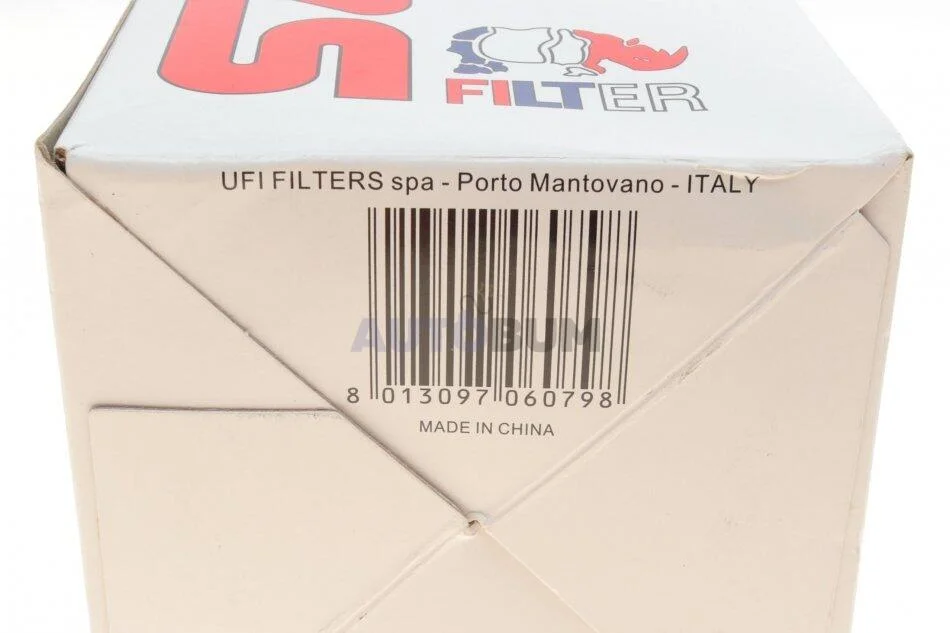 FILTER
UFI FILTERS spa - Porto Mantovano - ITALY
AUTOBUM
8 013097 060798
MADE IN CHINA